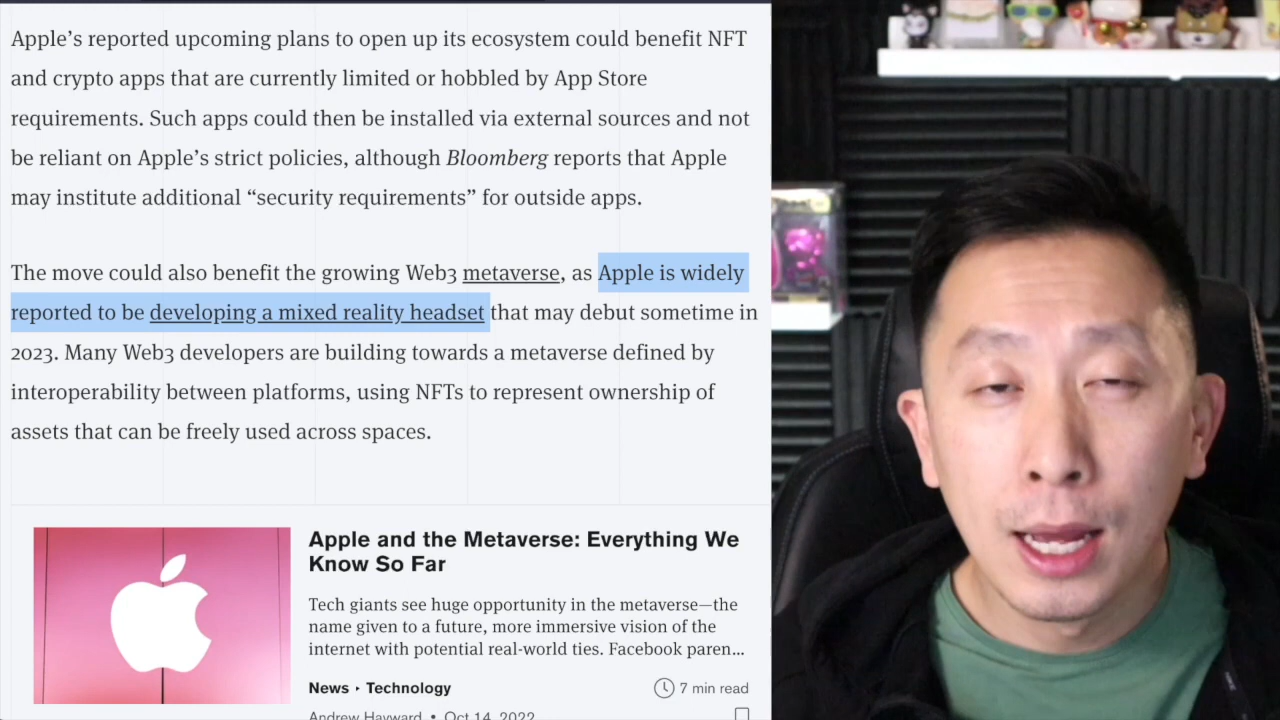 Apple’s reported upcoming plans to open up its ecosystem could benefit NFT
and crypto apps that are currently limited or hobbled by App Store
requirements. Such apps could then be installed via external sources and not
be reliant on Apple’s strict policies, although Bloomberg reports that Apple
may institute additional “security requirements” for outside apps.
The move could also benefit the growing Web3 metaverse, as Apple is widely
reported to be developing a mixed reality headset that may debut sometime in
2023. Many Web3 developers are building towards a metaverse defined by
interoperability between platforms, using NFTs to represent ownership of
assets that can be freely used across spaces.
Apple and the Metaverse: Everything We
Know So Far
Tech giants see huge opportunity in the metaverse—the
name given to a future, more immersive vision of the
internet with potential real-world ties. Facebook paren...
News ‣ Technology
7 min read
Andrew Hayward • Oct 14, 2022